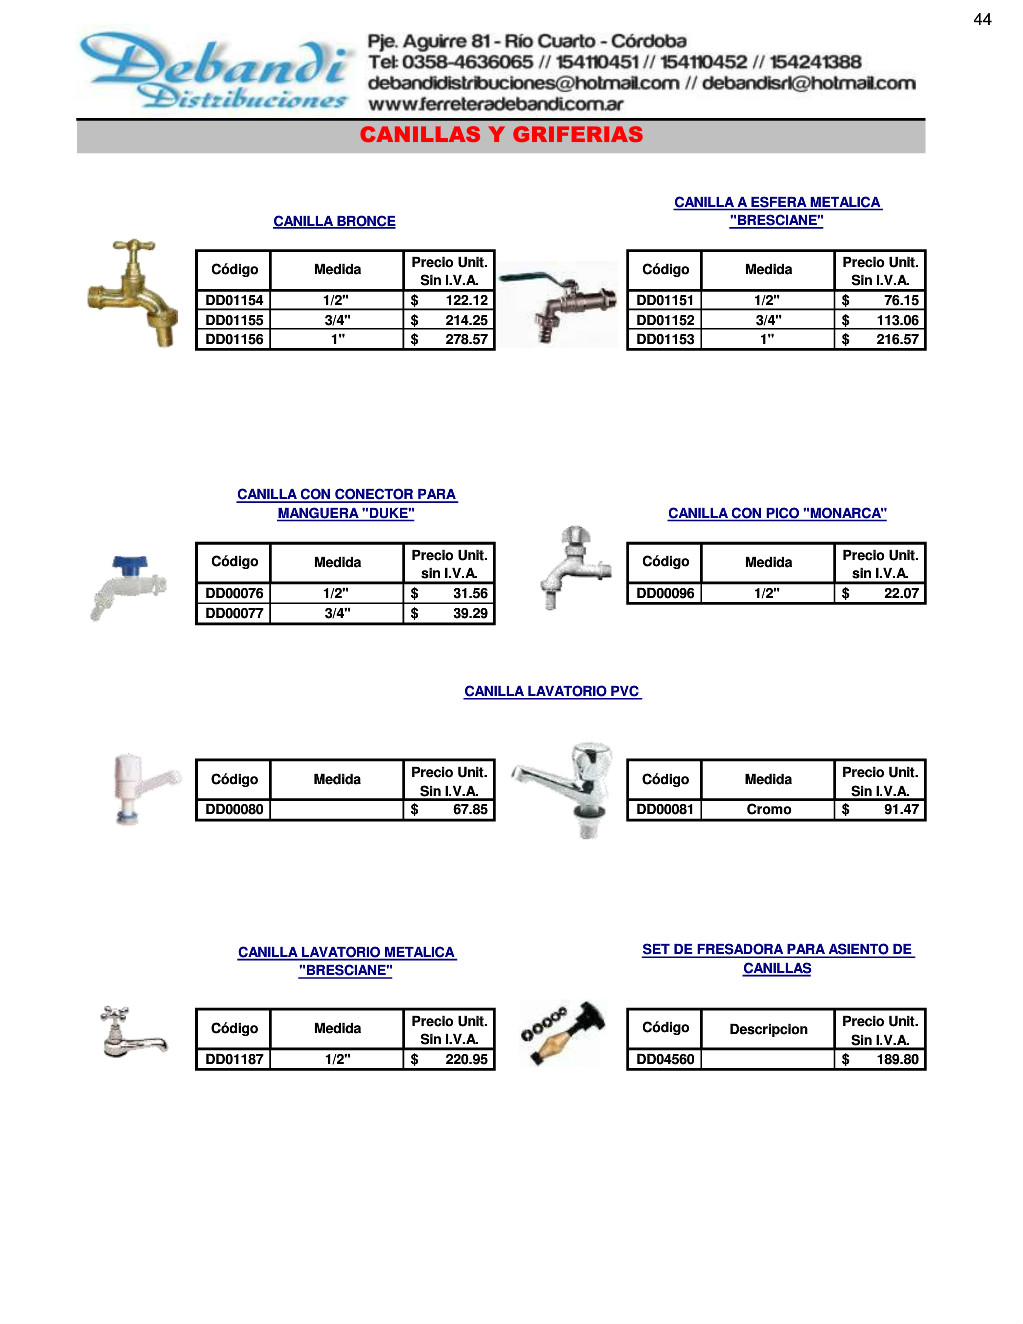 44
Debandi
Distribuciones
Pje. Aguirre 81 - Río Cuarto - Córdoba
Tel: 0358-4636065 // 154110451 // 154110452 // 154241388
debandidistribuciones@hotmail.com // debandisrl@hotmail.com
www.ferreteradebandi.com.ar
CANILLAS Y GRIFERIAS
CANILLA BRONCE
Código Medida Precio Unit. Sin I.V.A.
DD01154 1/2" $ 122.12
DD01155 3/4" $ 214.25
DD01156 1" $ 278.57
CANILLA A ESFERA METALICA
"BRESCIANE"
Código Medida Precio Unit. Sin I.V.A.
DD01151 1/2" $ 76.15
DD01152 3/4" $ 113.06
DD01153 1" $ 216.57
CANILLA CON CONECTOR PARA
MANGUERA "DUKE"
Código Medida Precio Unit. sin I.V.A.
DD00076 1/2" $ 31.56
DD00077 3/4" $ 39.29
CANILLA CON PICO "MONARCA"
Código Medida Precio Unit. sin I.V.A.
DD00096 1/2" $ 22.07
CANILLA LAVATORIO PVC
Código Medida Precio Unit. Sin I.V.A.
DD00080 $ 67.85
Código Medida Precio Unit. Sin I.V.A.
DD00081 Cromo $ 91.47
CANILLA LAVATORIO METALICA
"BRESCIANE"
Código Medida Precio Unit. Sin I.V.A.
DD01187 1/2" $ 220.95
SET DE FRESADORA PARA ASIENTO DE
CANILLAS
Código Descripcion Precio Unit. Sin I.V.A.
DD04560 $ 189.80